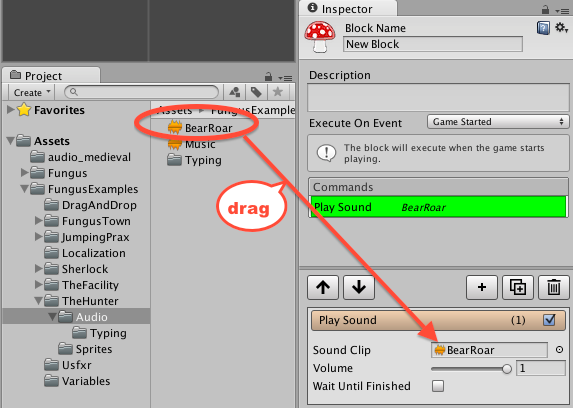 Inspector
Block Name
New Block
Description
Execute On Event Game Started
The block will execute when the game starts
playing.
Commands
Play Sound BearRoar
Play Sound (1)
Sound Clip BearRoar
Volume 1
Wait Until Finished
Project
Create
Favorites
Assets
audio_medieval
Fungus
FungusExamples
DragAndDrop
FungusTown
JumpingPrax
Localization
Sherlock
TheFacility
TheHunter
Audio
Typing
Sprites
Usfxr
Variables
Assets FungusExample
BearRoar
Music
Typing
drag